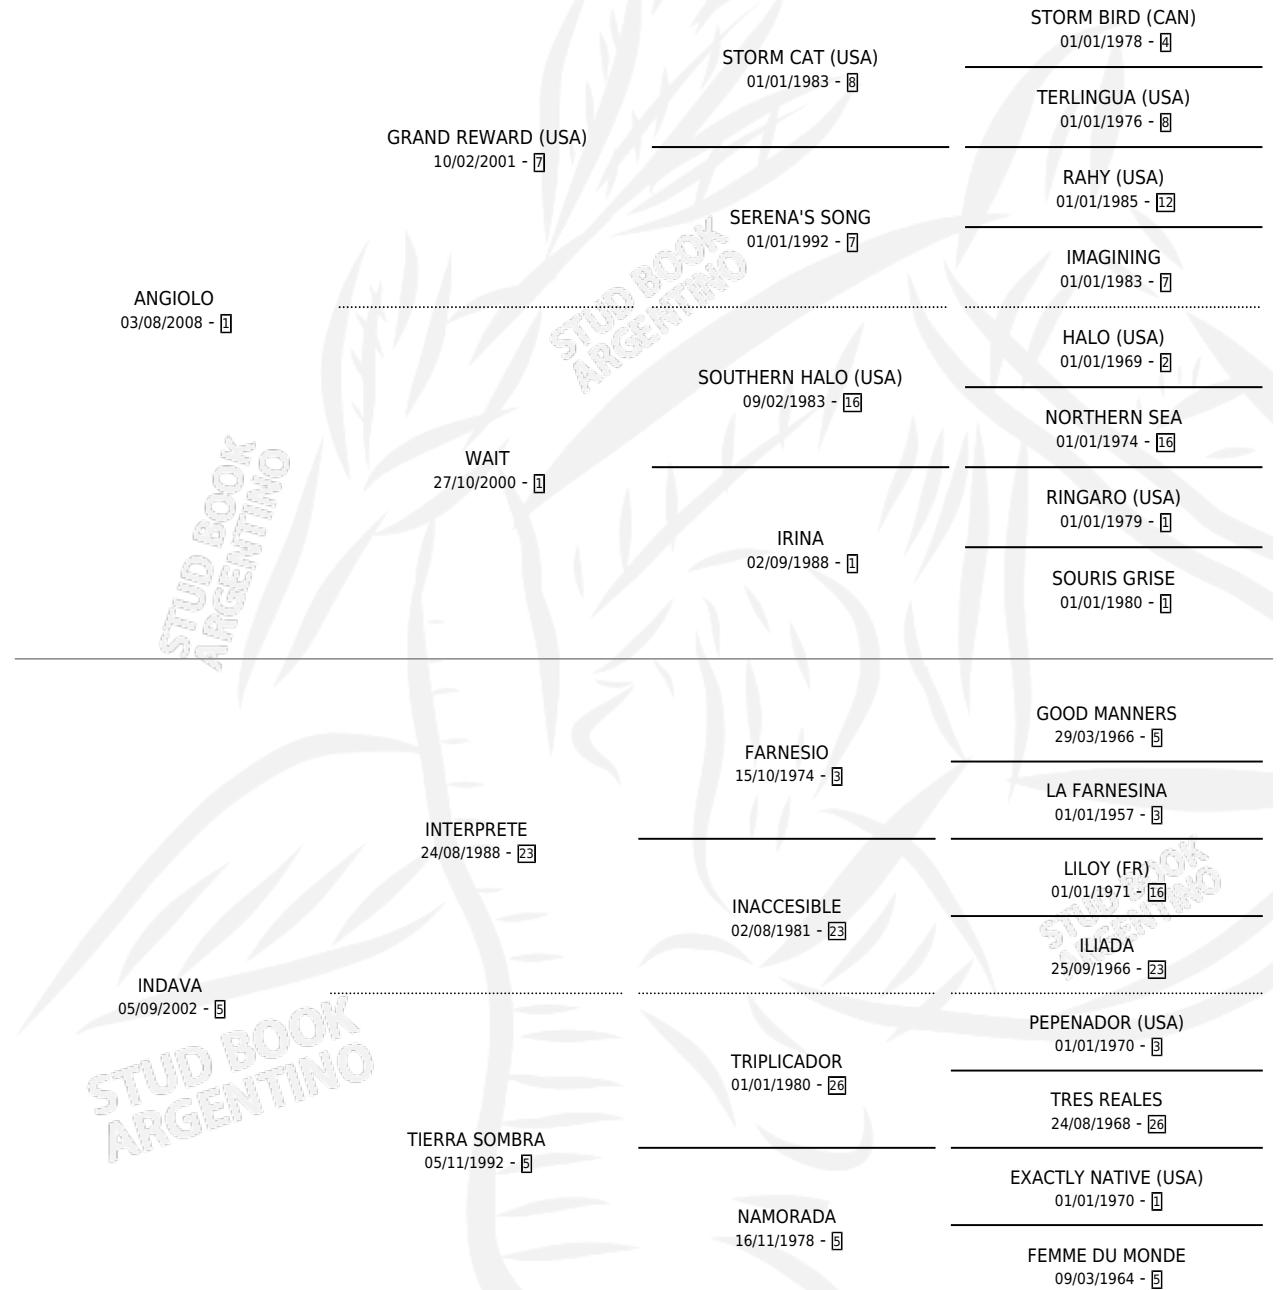 STORM BIRD (CAN)
01/01/1978 - 4
STORM CAT (USA)
01/01/1983 - 8
TERLINGUA (USA)
01/01/1976 - 8
GRAND REWARD (USA)
10/02/2001 - 7
RAHY (USA)
01/01/1985 - 12
SERENA'S SONG
01/01/1992 - 7
IMAGINING
01/01/1983 - 7
ANGIOLO
03/08/2008 - 1
HALO (USA)
01/01/1969 - 2
SOUTHERN HALO (USA)
09/02/1983 - 16
NORTHERN SEA
01/01/1974 - 16
WAIT
27/10/2000 - 1
RINGARO (USA)
01/01/1979 - 1
IRINA
02/09/1988 - 1
SOURIS GRISE
01/01/1980 - 1
STUD BOOK
ARGENTINO
STUD BOOK
ARGENTINO
GOOD MANNERS
29/03/1966 - 5
FARNESIO
15/10/1974 - 3
LA FARNESINA
01/01/1957 - 3
INTERPRETE
24/08/1988 - 23
LILOY (FR)
01/01/1971 - 16
INACCESIBLE
02/08/1981 - 23
ILIADA
25/09/1966 - 23
STUD BOOK
ARGENTINO
INDAVA
05/09/2002 - 5
PEPENADOR (USA)
01/01/1970 - 3
TRIPLICADOR
01/01/1980 - 26
TRES REALES
24/08/1968 - 26
STUD BOOK
ARGENTINO
TIERRA SOMBRA
05/11/1992 - 5
EXACTLY NATIVE (USA)
01/01/1970 - 1
NAMORADA
16/11/1978 - 5
FEMME DU MONDE
09/03/1964 - 5